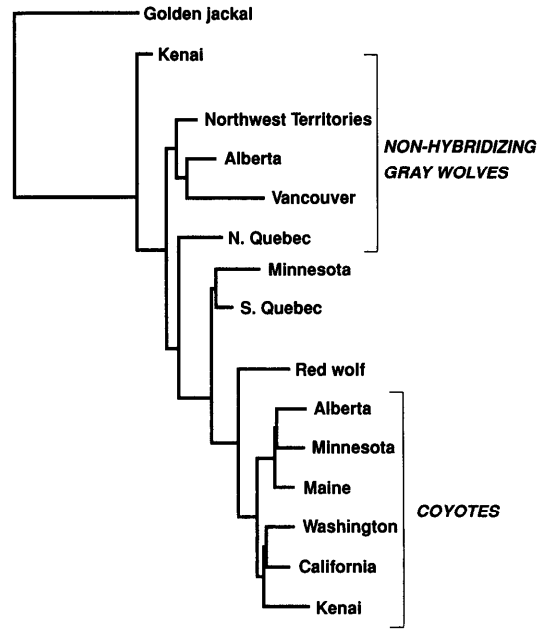 Golden jackal
Kenai
Northwest Territories
NON-HYBRIDIZING
GRAY WOLVES
Alberta
Vancouver
N. Quebec
Minnesota
S. Quebec
Red wolf
Alberta
Minnesota
Maine
COYOTES
Washington
California
Kenai